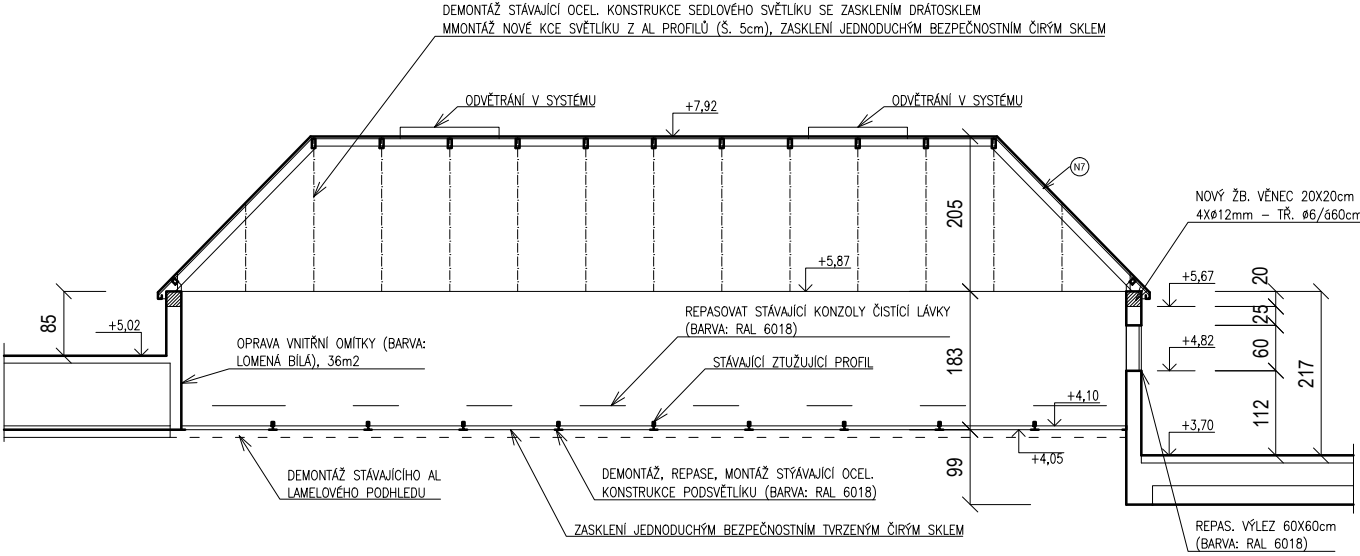 DEMONTÁŽ STÁVAJÍCÍ OCEL. KONSTRUKCE SEDLOVÉHO SVĚTLÍKU SE ZASKLENÍM DRÁTOSKLEM
MMONTÁŽ NOVÉ KCE SVĚTLÍKU Z AL PROFILŮ (Š. 5cm), ZASKLENÍ JEDNODUCHÝM BEZPEČNOSTNÍM ČIRÝM SKLEM
ODVĚTRÁNÍ V SYSTÉMU
+7,92
ODVĚTRÁNÍ V SYSTÉMU
N7
NOVÝ ŽB. VĚNEC 20X20cm
4Xø12mm – TŘ. ø6/á60cm
205
+5,87
+5,67
20
85
+5,02
25
REPASOVAT STÁVAJÍCÍ KONZOLY ČISTÍCÍ LÁVKY
(BARVA: RAL 6018)
OPRAVA VNITŘNÍ OMÍTKY (BARVA:
LOMENÁ BÍLÁ), 36m2
STÁVAJÍCÍ ZTUŽUJÍCÍ PROFIL
183
+4,82
60
217
+4,10
112
+3,70
+4,05
99
DEMONTÁŽ STÁVAJÍCÍHO AL
LAMELOVÉHO PODHLEDU
DEMONTÁŽ, REPASE, MONTÁŽ STÝAVAJÍCÍ OCEL.
KONSTRUKCE PODSVĚTLÍKU (BARVA: RAL 6018)
ZASKLENÍ JEDNODUCHÝM BEZPEČNOSTNÍM TVRZENÝM ČIRÝM SKLEM
REPAS. VÝLEZ 60X60cm
(BARVA: RAL 6018)